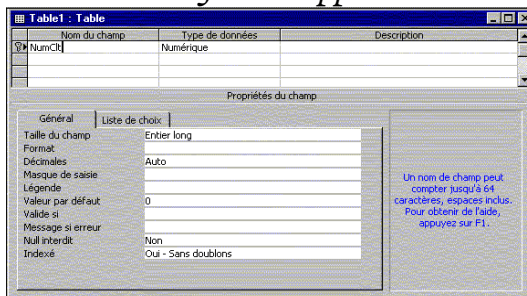 Table1 : Table
Nom du champ Type de données Description
NumClt Numérique
Propriétés du champ
Général Liste de choix
Taille du champ Entier long
Format
Décimales Auto
Masque de saisie
Légende
Valeur par défaut 0
Valide si
Message si erreur
Null interdit Non
Indexé Oui - Sans doublons
Un nom de champ peut
compter jusqu'à 64
caractères, espaces inclus.
Pour obtenir de l'aide,
appuyez sur F1.